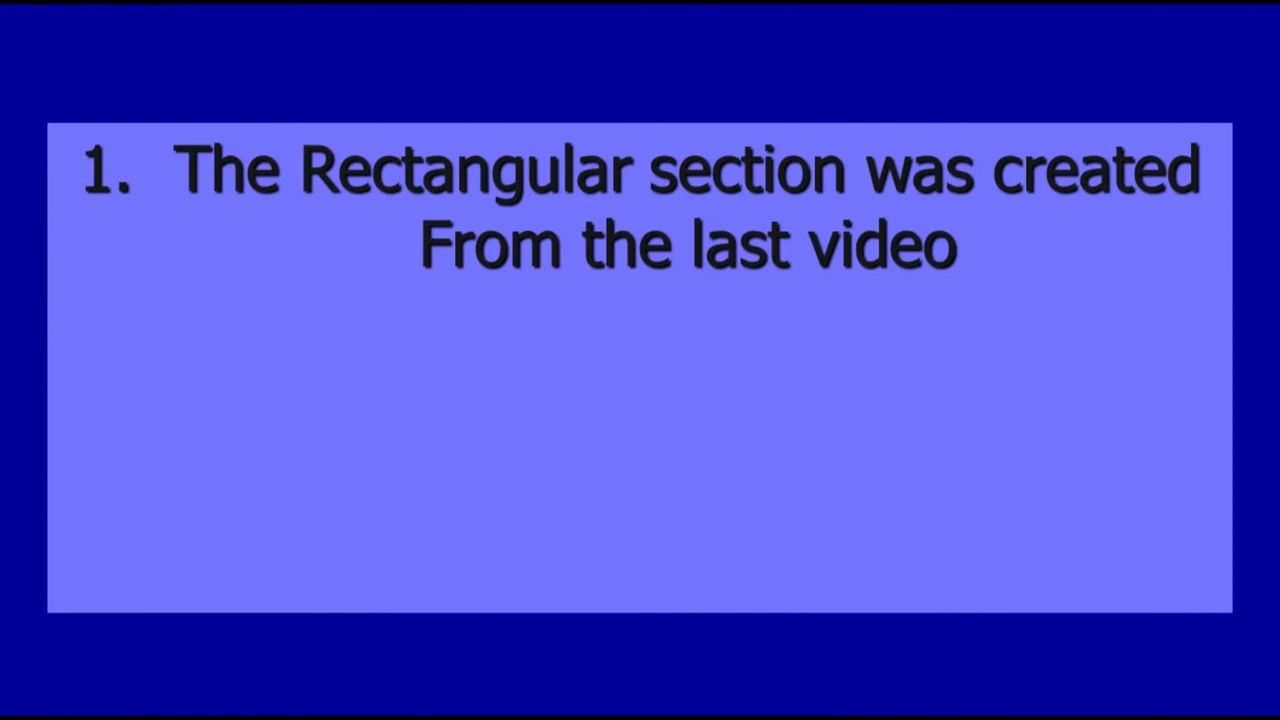 1. The Rectangular section was created
From the last video